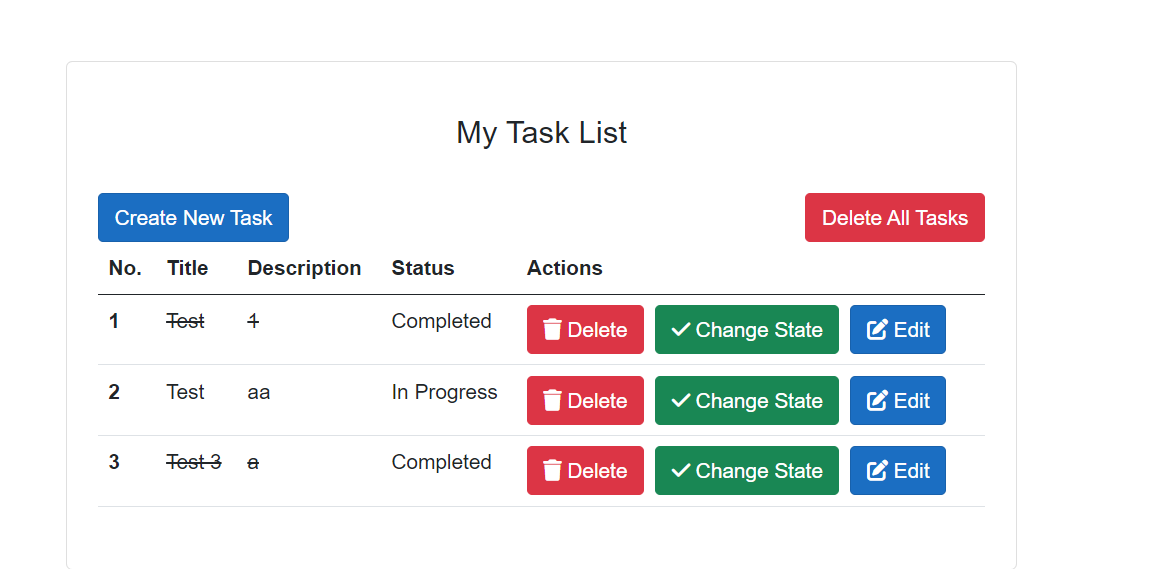 My Task List
Create New Task Delete All Tasks
No. Title Description Status Actions
1 Test 1 Completed Delete Change State Edit
2 Test aa In Progress Delete Change State Edit
3 Test 3 a Completed Delete Change State Edit